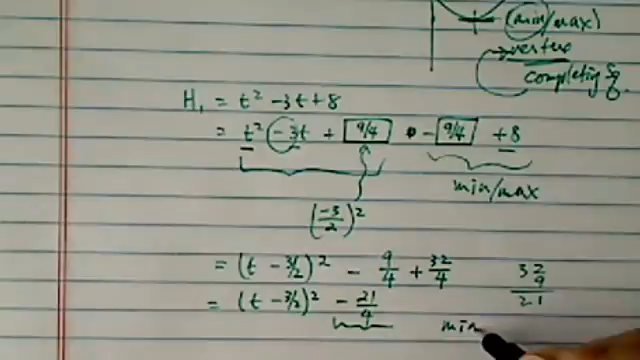 (min/max)
vertex
completing sq
H₁ = t² - 3t + 8
= t² - 3t + 9/4 - 9/4 + 8
min/max
(-3/2)²
= (t - 3/2)² - 9/4 + 32/4
32
9
21
= (t - 3/2)² - 21/4
min